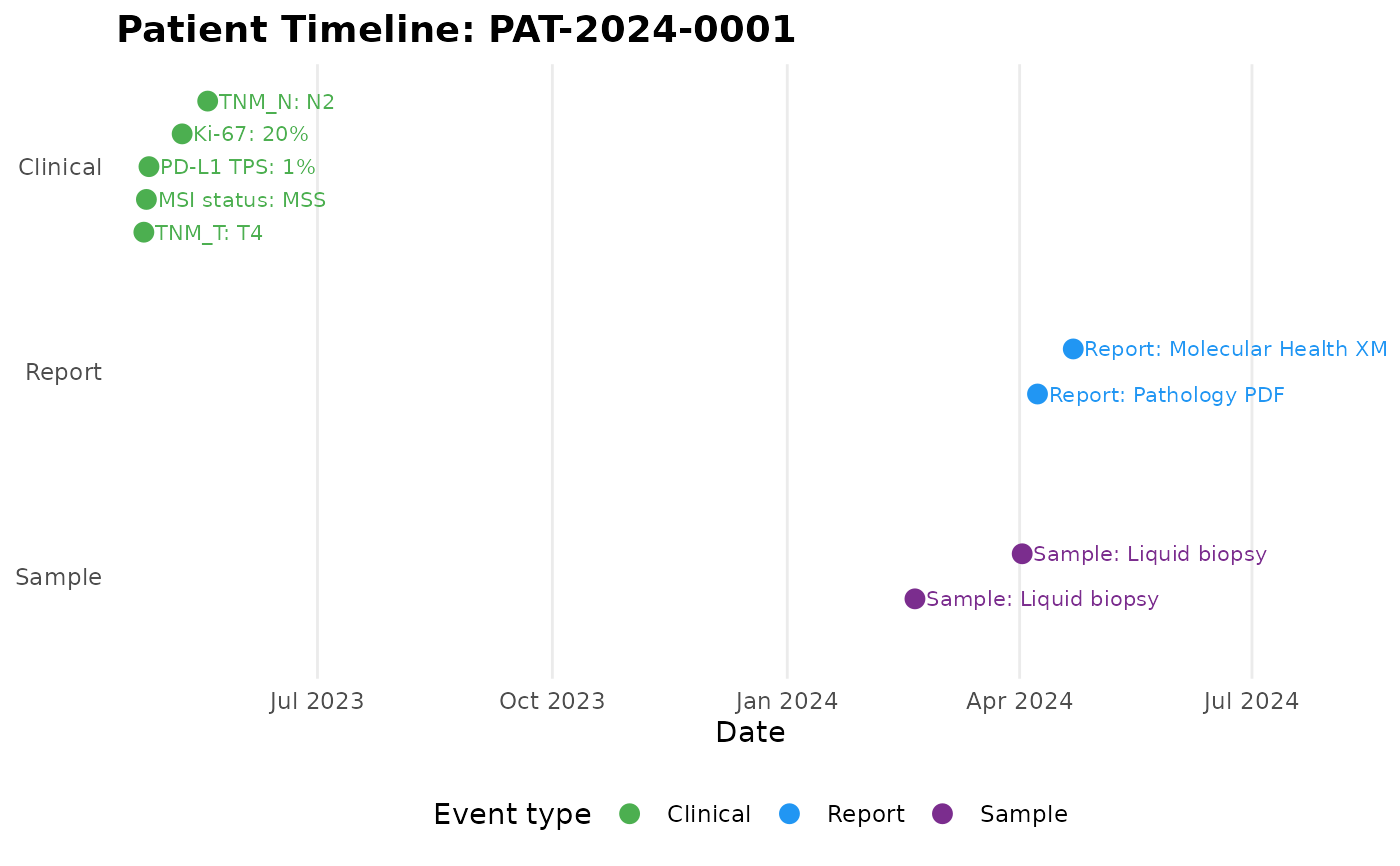 Patient Timeline: PAT-2024-0001
TNM_N: N2
Ki-67: 20%
Clinical
PD-L1 TPS: 1%
MSI status: MSS
TNM_T: T4
Report: Molecular Health XM
Report
Report: Pathology PDF
Sample: Liquid biopsy
Sample
Sample: Liquid biopsy
Jul 2023 Oct 2023 Jan 2024 Apr 2024 Jul 2024
Date
Event type Clinical Report Sample